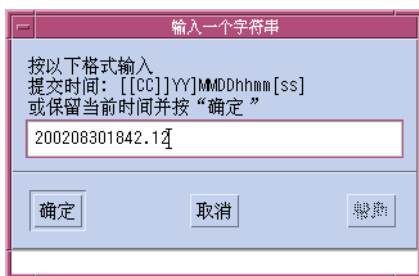 输入一个字符串
按以下格式输入
提交时间: [[CC]]YY]MMDDhhmm[ss]
或保留当前时间并按“确定 ”
200208301842.12
确定
取消
帮助